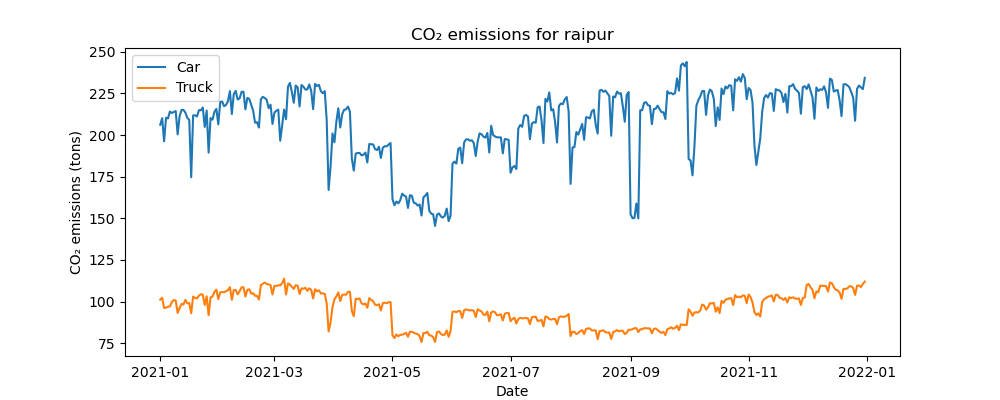 CO₂ emissions for raipur
Car
Truck
CO₂ emissions (tons)
250
225
200
175
150
125
100
75
2021-01 2021-03 2021-05 2021-07 2021-09 2021-11 2022-01
Date